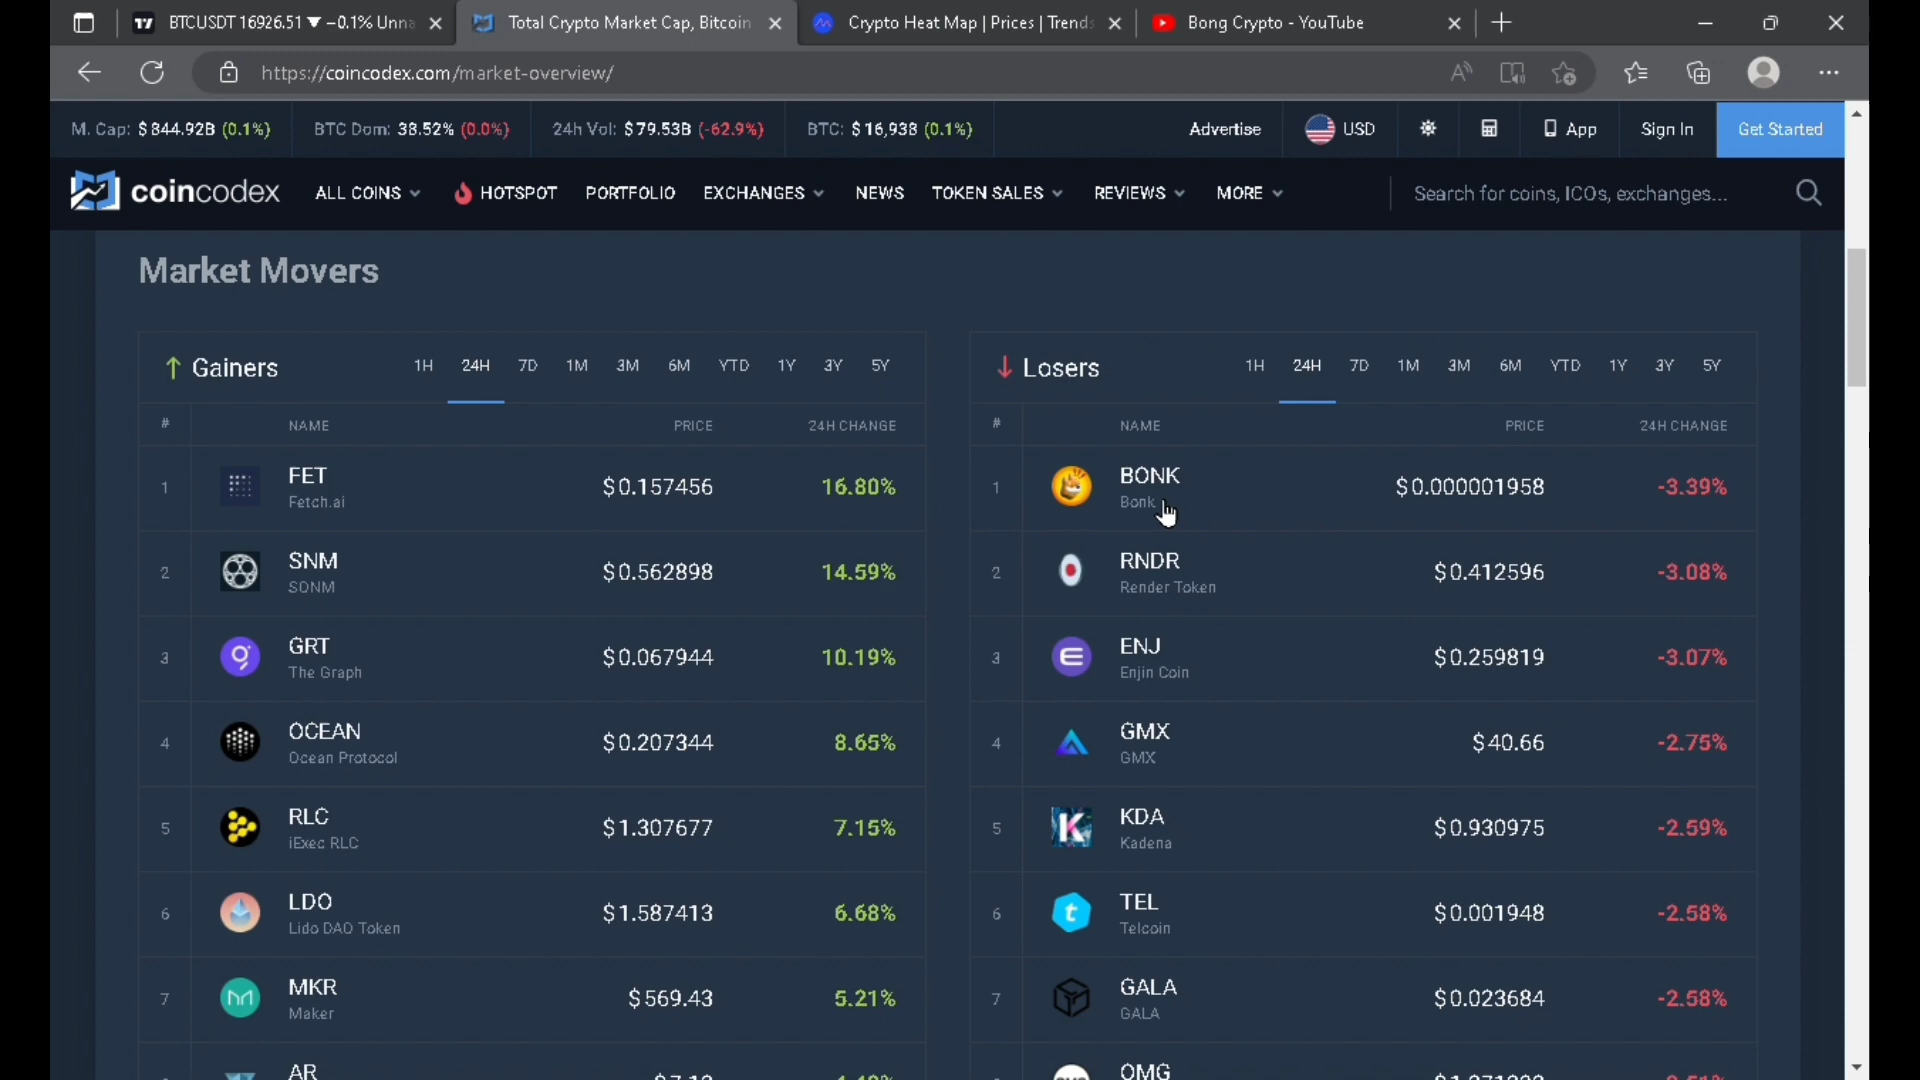 BTCUSDT 16926.51 ▼ −0.1% Unna
Total Crypto Market Cap, Bitcoin
Crypto Heat Map | Prices | Trends
Bong Crypto - YouTube
https://coincodex.com/market-overview/
M. Cap: $844.92B (0.1%)
BTC Dom: 38.52% (0.0%)
24h Vol: $79.53B (-62.9%)
BTC: $16,938 (0.1%)
Advertise
USD
App
Sign In
Get Started
coincodex
ALL COINS
HOTSPOT
PORTFOLIO
EXCHANGES
NEWS
TOKEN SALES
REVIEWS
MORE
Search for coins, ICOs, exchanges...
Market Movers
↑ Gainers 1H 24H 7D 1M 3M 6M YTD 1Y 3Y 5Y
# NAME PRICE 24H CHANGE
1 FET $0.157456 16.80%
Fetch.ai
2 SNM $0.562898 14.59%
SONM
3 GRT $0.067944 10.19%
The Graph
4 OCEAN $0.207344 8.65%
Ocean Protocol
5 RLC $1.307677 7.15%
iExec RLC
6 LDO $1.587413 6.68%
Lido DAO Token
7 MKR $569.43 5.21%
Maker
AR
↓ Losers 1H 24H 7D 1M 3M 6M YTD 1Y 3Y 5Y
# NAME PRICE 24H CHANGE
1 BONK $0.000001958 -3.39%
Bonk
2 RNDR $0.412596 -3.08%
Render Token
3 ENJ $0.259819 -3.07%
Enjin Coin
4 GMX $40.66 -2.75%
GMX
5 KDA $0.930975 -2.59%
Kadena
6 TEL $0.001948 -2.58%
Telcoin
7 GALA $0.023684 -2.58%
GALA
OMG